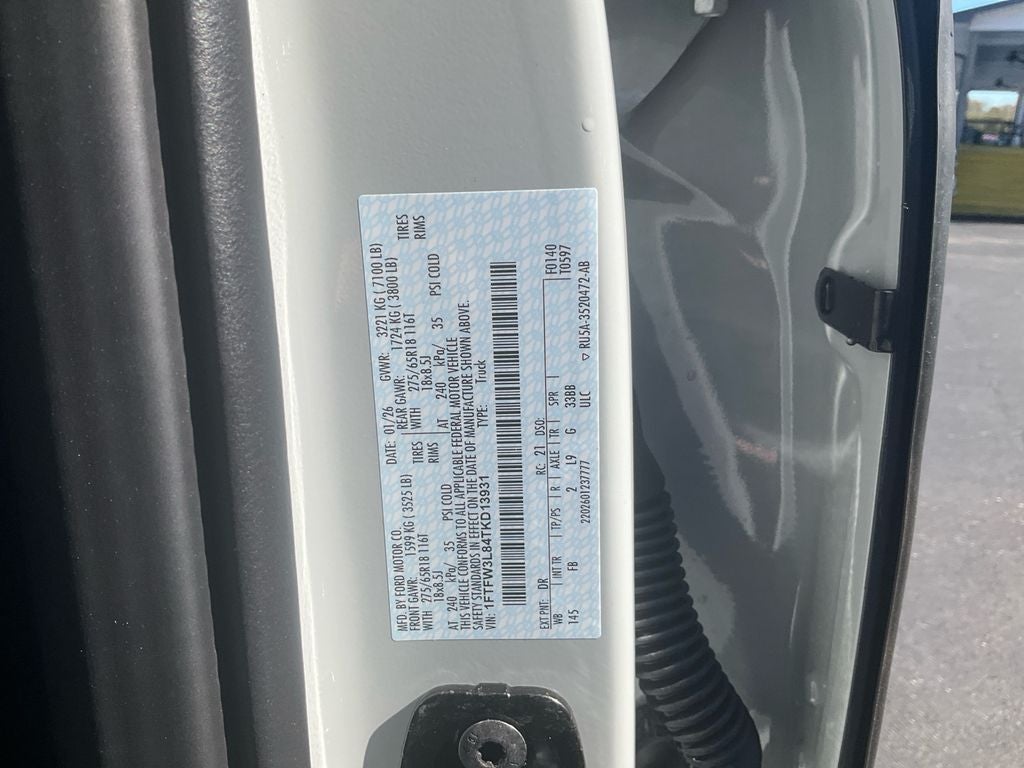 MFD. BY FORD MOTOR CO. DATE: 01/26 GVWR: 3221 KG ( 7100 LB)
FRONT GAWR: 1599 KG ( 3525 LB) REAR GAWR: 1724 KG ( 3800 LB)
WITH 275/65R18 116T TIRES WITH 275/65R18 116T TIRES
18x8.5J RIMS 18x8.5J RIMS
AT 240 kPa/ 35 PSI COLD AT 240 kPa/ 35 PSI COLD
THIS VEHICLE CONFORMS TO ALL APPLICABLE FEDERAL MOTOR VEHICLE
SAFETY STANDARDS IN EFFECT ON THE DATE OF MANUFACTURE SHOWN ABOVE.
VIN: 1FTFW3L84TKD13931 TYPE: Truck
EXT PNT: DR RC: 21 DSO: F0140
WB INT TR TP/PS R AXLE TR SPR T0597
145 FB 2 L9 G 33BB
ULC
2202601237777 ▽ RU5A-3520472-AB